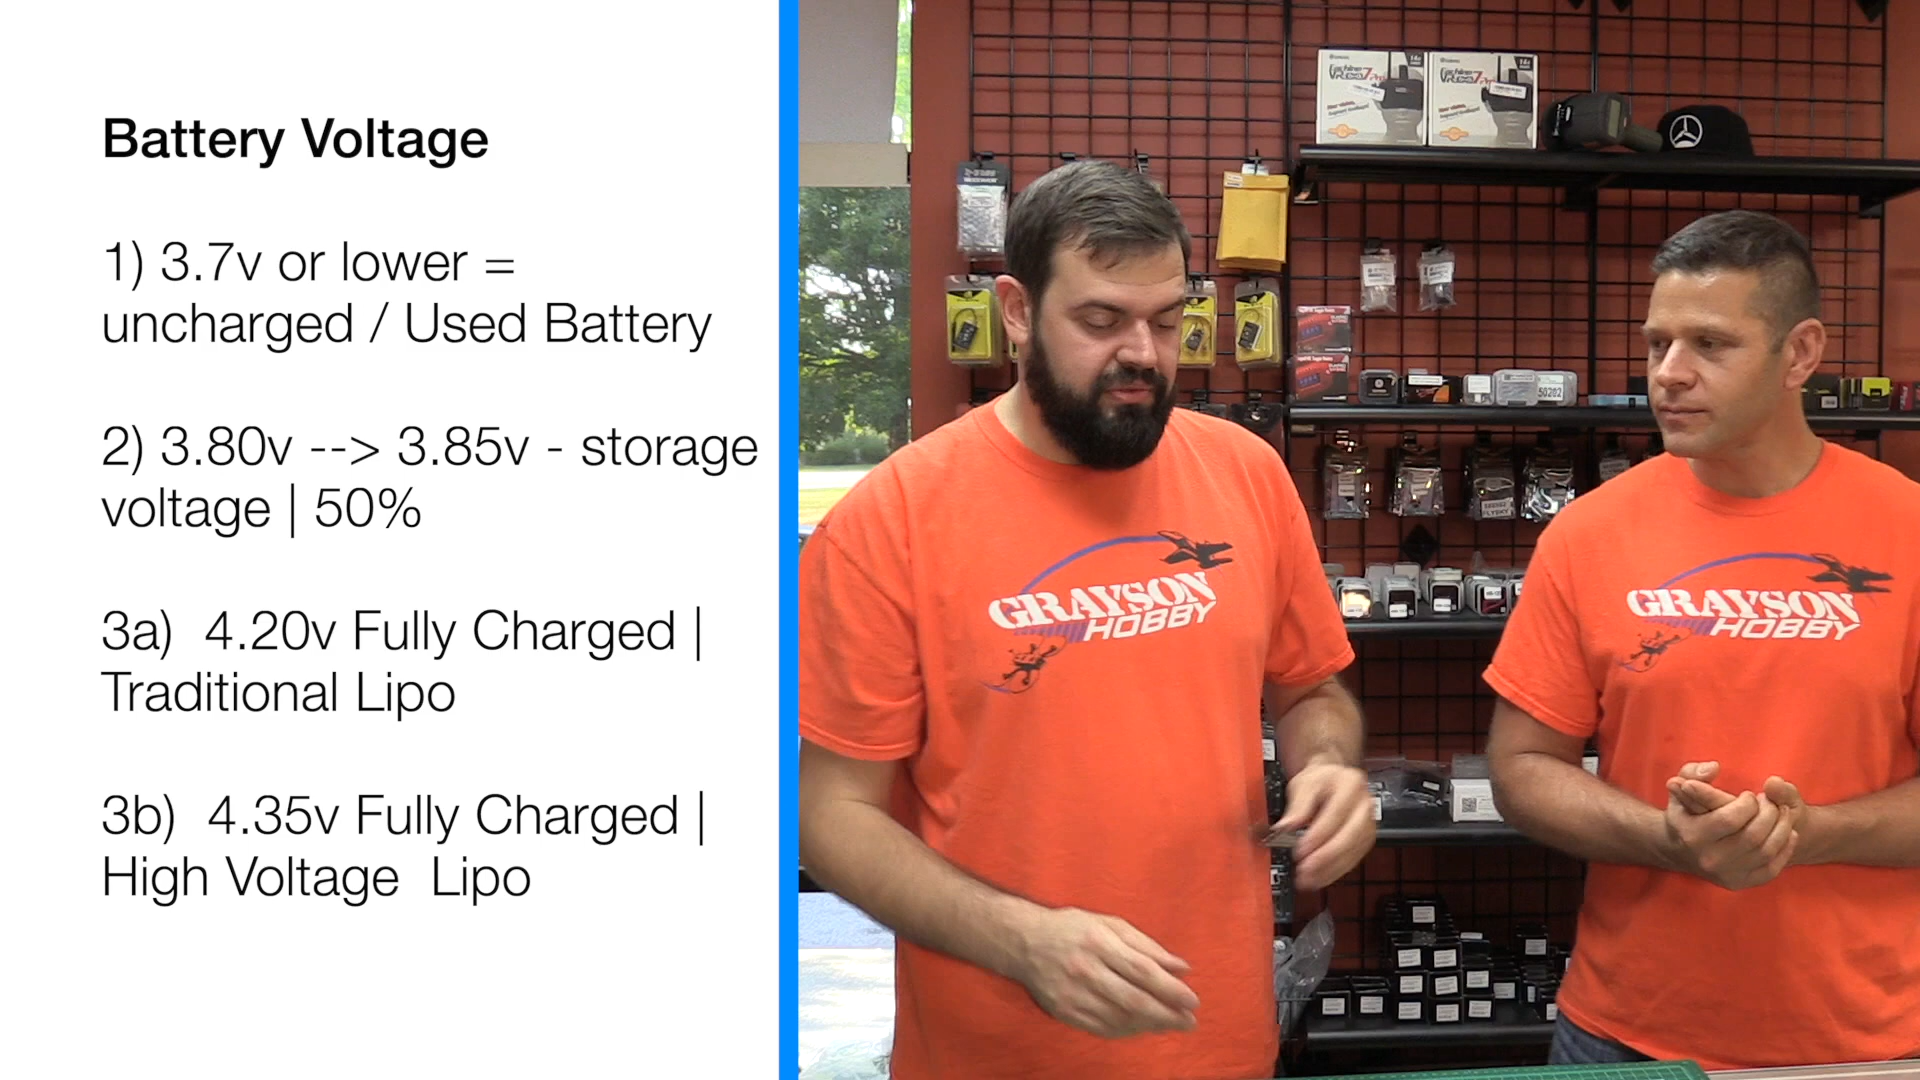 Battery Voltage
1) 3.7v or lower =
uncharged / Used Battery
2) 3.80v --> 3.85v - storage
voltage | 50%
3a)  4.20v Fully Charged |
Traditional Lipo
3b)  4.35v Fully Charged |
High Voltage  Lipo
GRAYSON
HOBBY
GRAYSON
HOBBY
50202